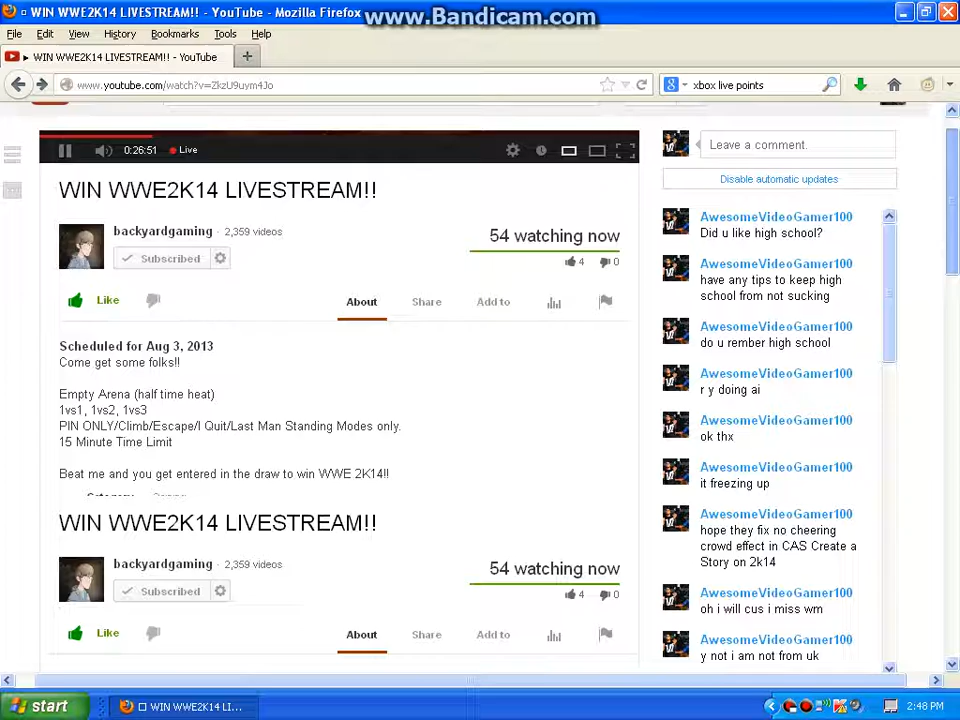 WIN WWE2K14 LIVESTREAM!! - YouTube - Mozilla Firefox
www.Bandicam.com
File Edit View History Bookmarks Tools Help
WIN WWE2K14 LIVESTREAM!! - YouTube
www.youtube.com/watch?v=ZkzU9uym4Jo
xbox live points
0:26:51 Live
WIN WWE2K14 LIVESTREAM!!
backyardgaming · 2,359 videos
Subscribed
54 watching now
4 0
Like
About Share Add to
Scheduled for Aug 3, 2013
Come get some folks!!
Empty Arena (half time heat)
1vs1, 1vs2, 1vs3
PIN ONLY/Climb/Escape/I Quit/Last Man Standing Modes only.
15 Minute Time Limit
Beat me and you get entered in the draw to win WWE 2K14!!
WIN WWE2K14 LIVESTREAM!!
backyardgaming · 2,359 videos
Subscribed
54 watching now
4 0
Like
About Share Add to
Leave a comment.
Disable automatic updates
AwesomeVideoGamer100
Did u like high school?
AwesomeVideoGamer100
have any tips to keep high
school from not sucking
AwesomeVideoGamer100
do u rember high school
AwesomeVideoGamer100
r y doing ai
AwesomeVideoGamer100
ok thx
AwesomeVideoGamer100
it freezing up
AwesomeVideoGamer100
hope they fix no cheering
crowd effect in CAS Create a
Story on 2k14
AwesomeVideoGamer100
oh i will cus i miss wm
AwesomeVideoGamer100
y not i am not from uk
start
WIN WWE2K14 LI...
2:48 PM